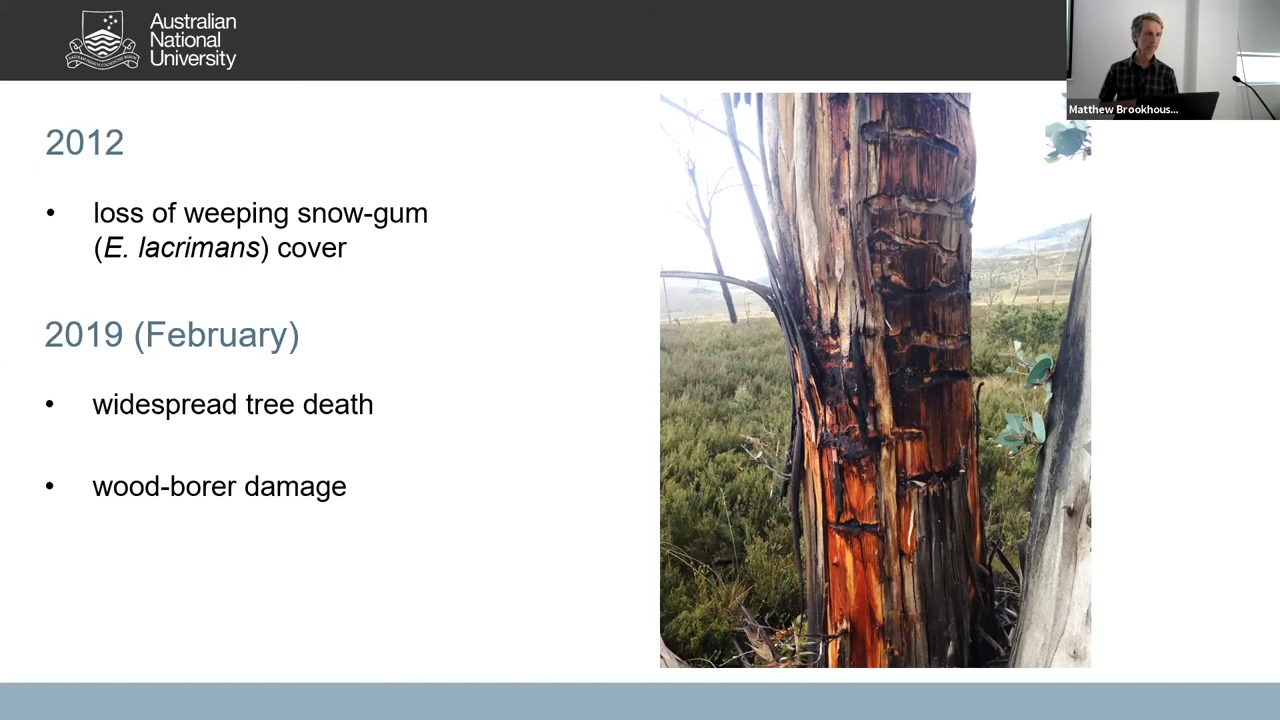 Australian
National
University
Matthew Brookhous...
2012
• loss of weeping snow-gum
(E. lacrimans) cover
2019 (February)
• widespread tree death
• wood-borer damage